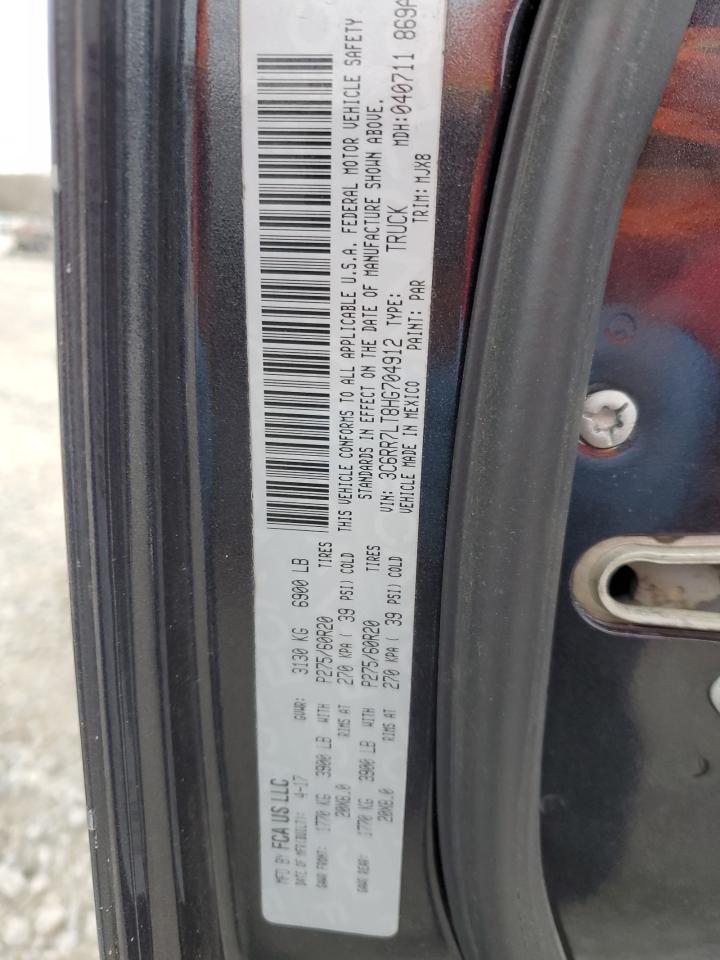 MFD BY FCA US LLC
DATE OF MFR(BUILT): 4-17 GVWR: 3130 KG 6900 LB
GAWR FRONT: 1770 KG 3900 LB WITH P275/60R20 TIRES
20X8.0 RIMS AT 270 KPA( 39 PSI) COLD
GAWR REAR: 1770 KG 3900 LB WITH P275/60R20 TIRES
20X8.0 RIMS AT 270 KPA( 39 PSI) COLD
THIS VEHICLE CONFORMS TO ALL APPLICABLE U.S.A. FEDERAL MOTOR VEHICLE SAFETY
STANDARDS IN EFFECT ON THE DATE OF MANUFACTURE SHOWN ABOVE.
VIN: 3C6RR7LT8HG704912 TYPE: TRUCK MDH:040711 869A
VEHICLE MADE IN MEXICO PAINT: PAR TRIM: MJX8